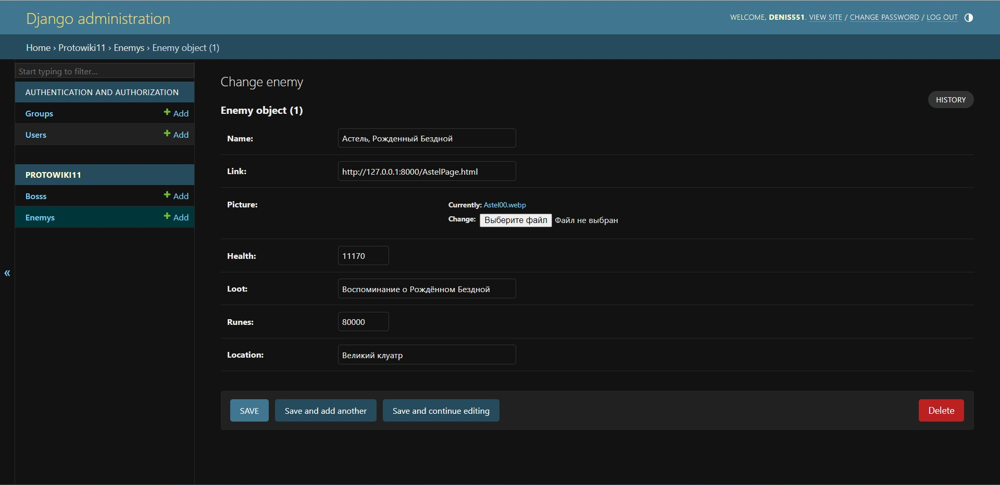 Django administration
WELCOME, DENIS551. VIEW SITE / CHANGE PASSWORD / LOG OUT
Home › Protowiki11 › Enemys › Enemy object (1)
Start typing to filter...
AUTHENTICATION AND AUTHORIZATION
Groups + Add
Users + Add
PROTOWIKI11
Bosss + Add
Enemys + Add
«
Change enemy
HISTORY
Enemy object (1)
Name: Астель, Рожденный Бездной
Link: http://127.0.0.1:8000/AstelPage.html
Picture: Currently: Astel00.webp
Change: Выберите файл Файл не выбран
Health: 11170
Loot: Воспоминание о Рождённом Бездной
Runes: 80000
Location: Великий клуатр
SAVE Save and add another Save and continue editing Delete